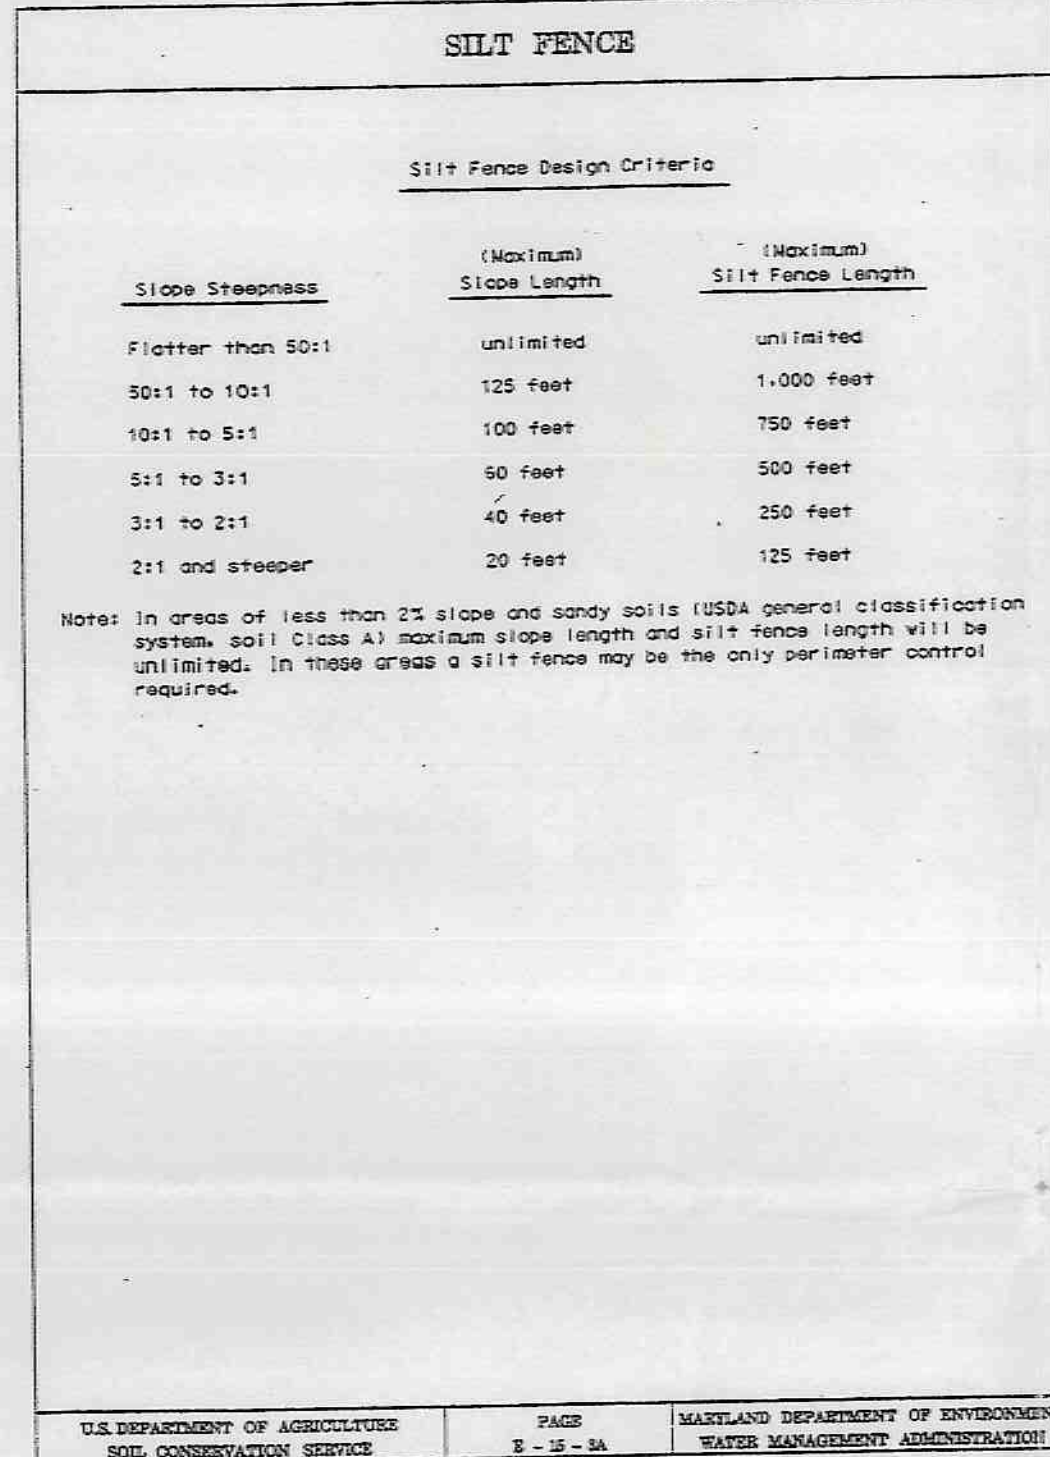 SILT FENCE
Silt Fence Design Criteria
Slope Steepness (Maximum) Slope Length (Maximum) Silt Fence Length
Flatter than 50:1 unlimited unlimited
50:1 to 10:1 125 feet 1,000 feet
10:1 to 5:1 100 feet 750 feet
5:1 to 3:1 60 feet 500 feet
3:1 to 2:1 40 feet 250 feet
2:1 and steeper 20 feet 125 feet
Note: In areas of less than 2% slope and sandy soils (USDA general classification
system, soil Class A) maximum slope length and silt fence length will be
unlimited. In these areas a silt fence may be the only perimeter control
required.
U.S. DEPARTMENT OF AGRICULTURE
SOIL CONSERVATION SERVICE
PAGE
E - 15 - 3A
MARYLAND DEPARTMENT OF ENVIRONMEN
WATER MANAGEMENT ADMINISTRATION